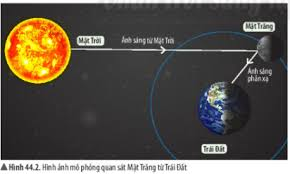 Mặt Trăng
Mặt Trời
Ánh sáng từ Mặt Trời
Ánh sáng
phản xạ
Trái Đất
▲ Hình 44.2. Hình ảnh mô phỏng quan sát Mặt Trăng từ Trái Đất